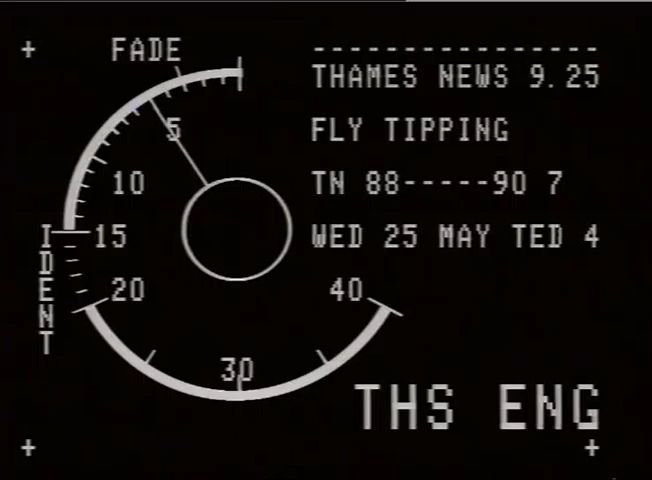 FADE
THAMES NEWS 9.25
FLY TIPPING
TN 88-----90 7
WED 25 MAY TED 4
5
10
15
20
30
40
IDENT
THS ENG